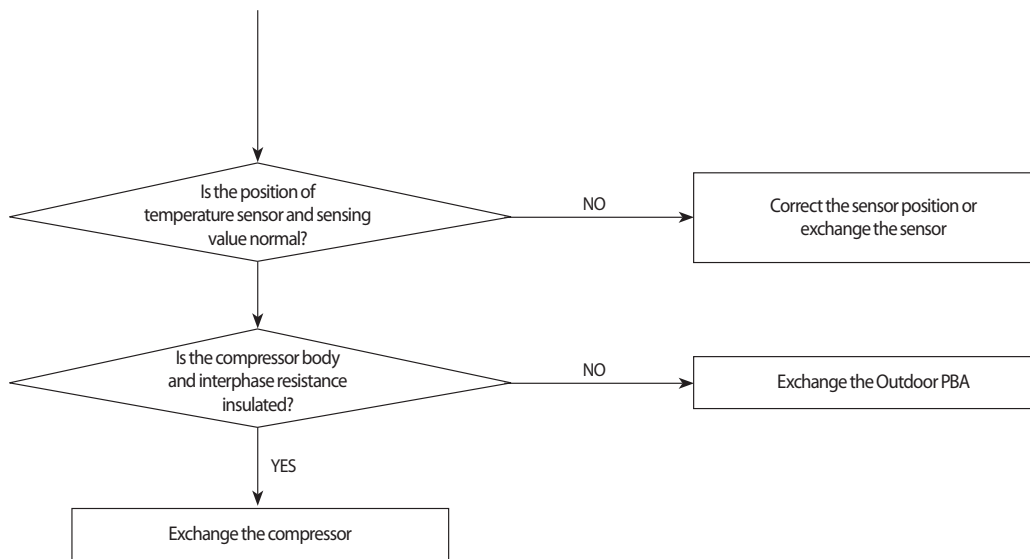 Is the position of
temperature sensor and sensing
value normal?
NO
Correct the sensor position or
exchange the sensor
Is the compressor body
and interphase resistance
insulated?
NO
Exchange the Outdoor PBA
YES
Exchange the compressor